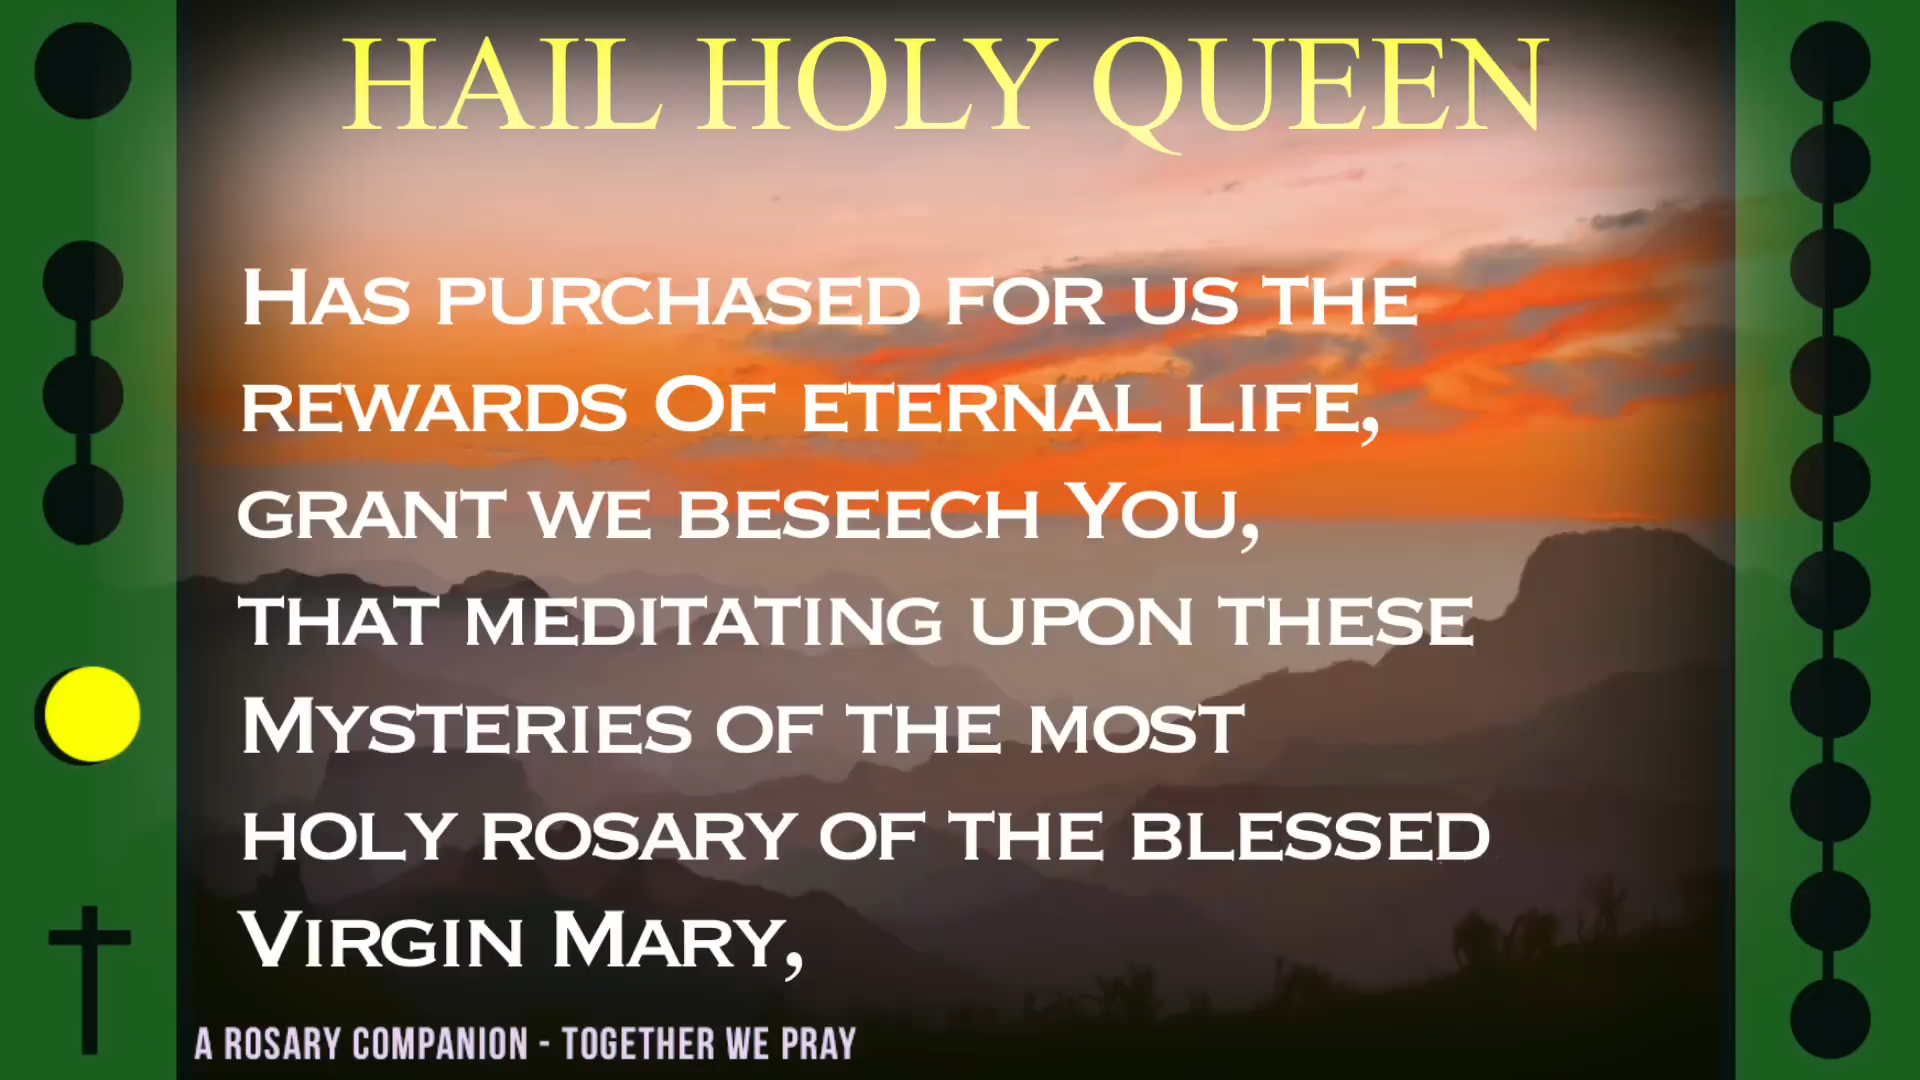 HAIL HOLY QUEEN
Has purchased for us the
rewards Of eternal life,
grant we beseech You,
that meditating upon these
Mysteries of the most
holy rosary of the blessed
Virgin Mary,
A ROSARY COMPANION - TOGETHER WE PRAY